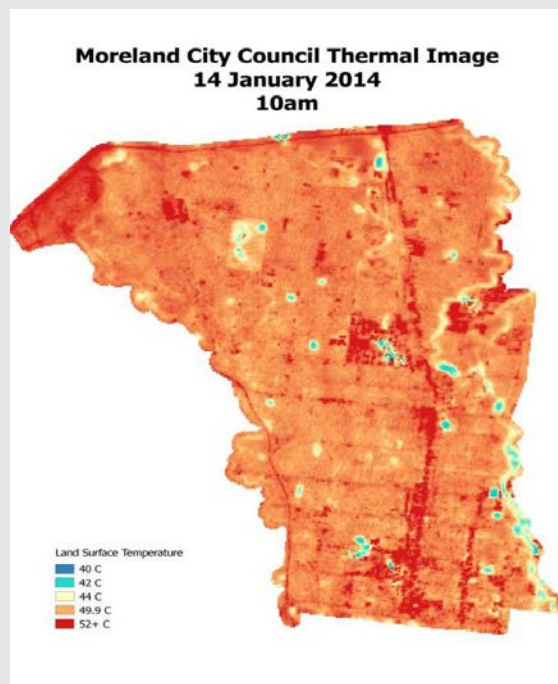 Moreland City Council Thermal Image
14 January 2014
10am
Land Surface Temperature
40 C
42 C
44 C
49.9 C
52+ C